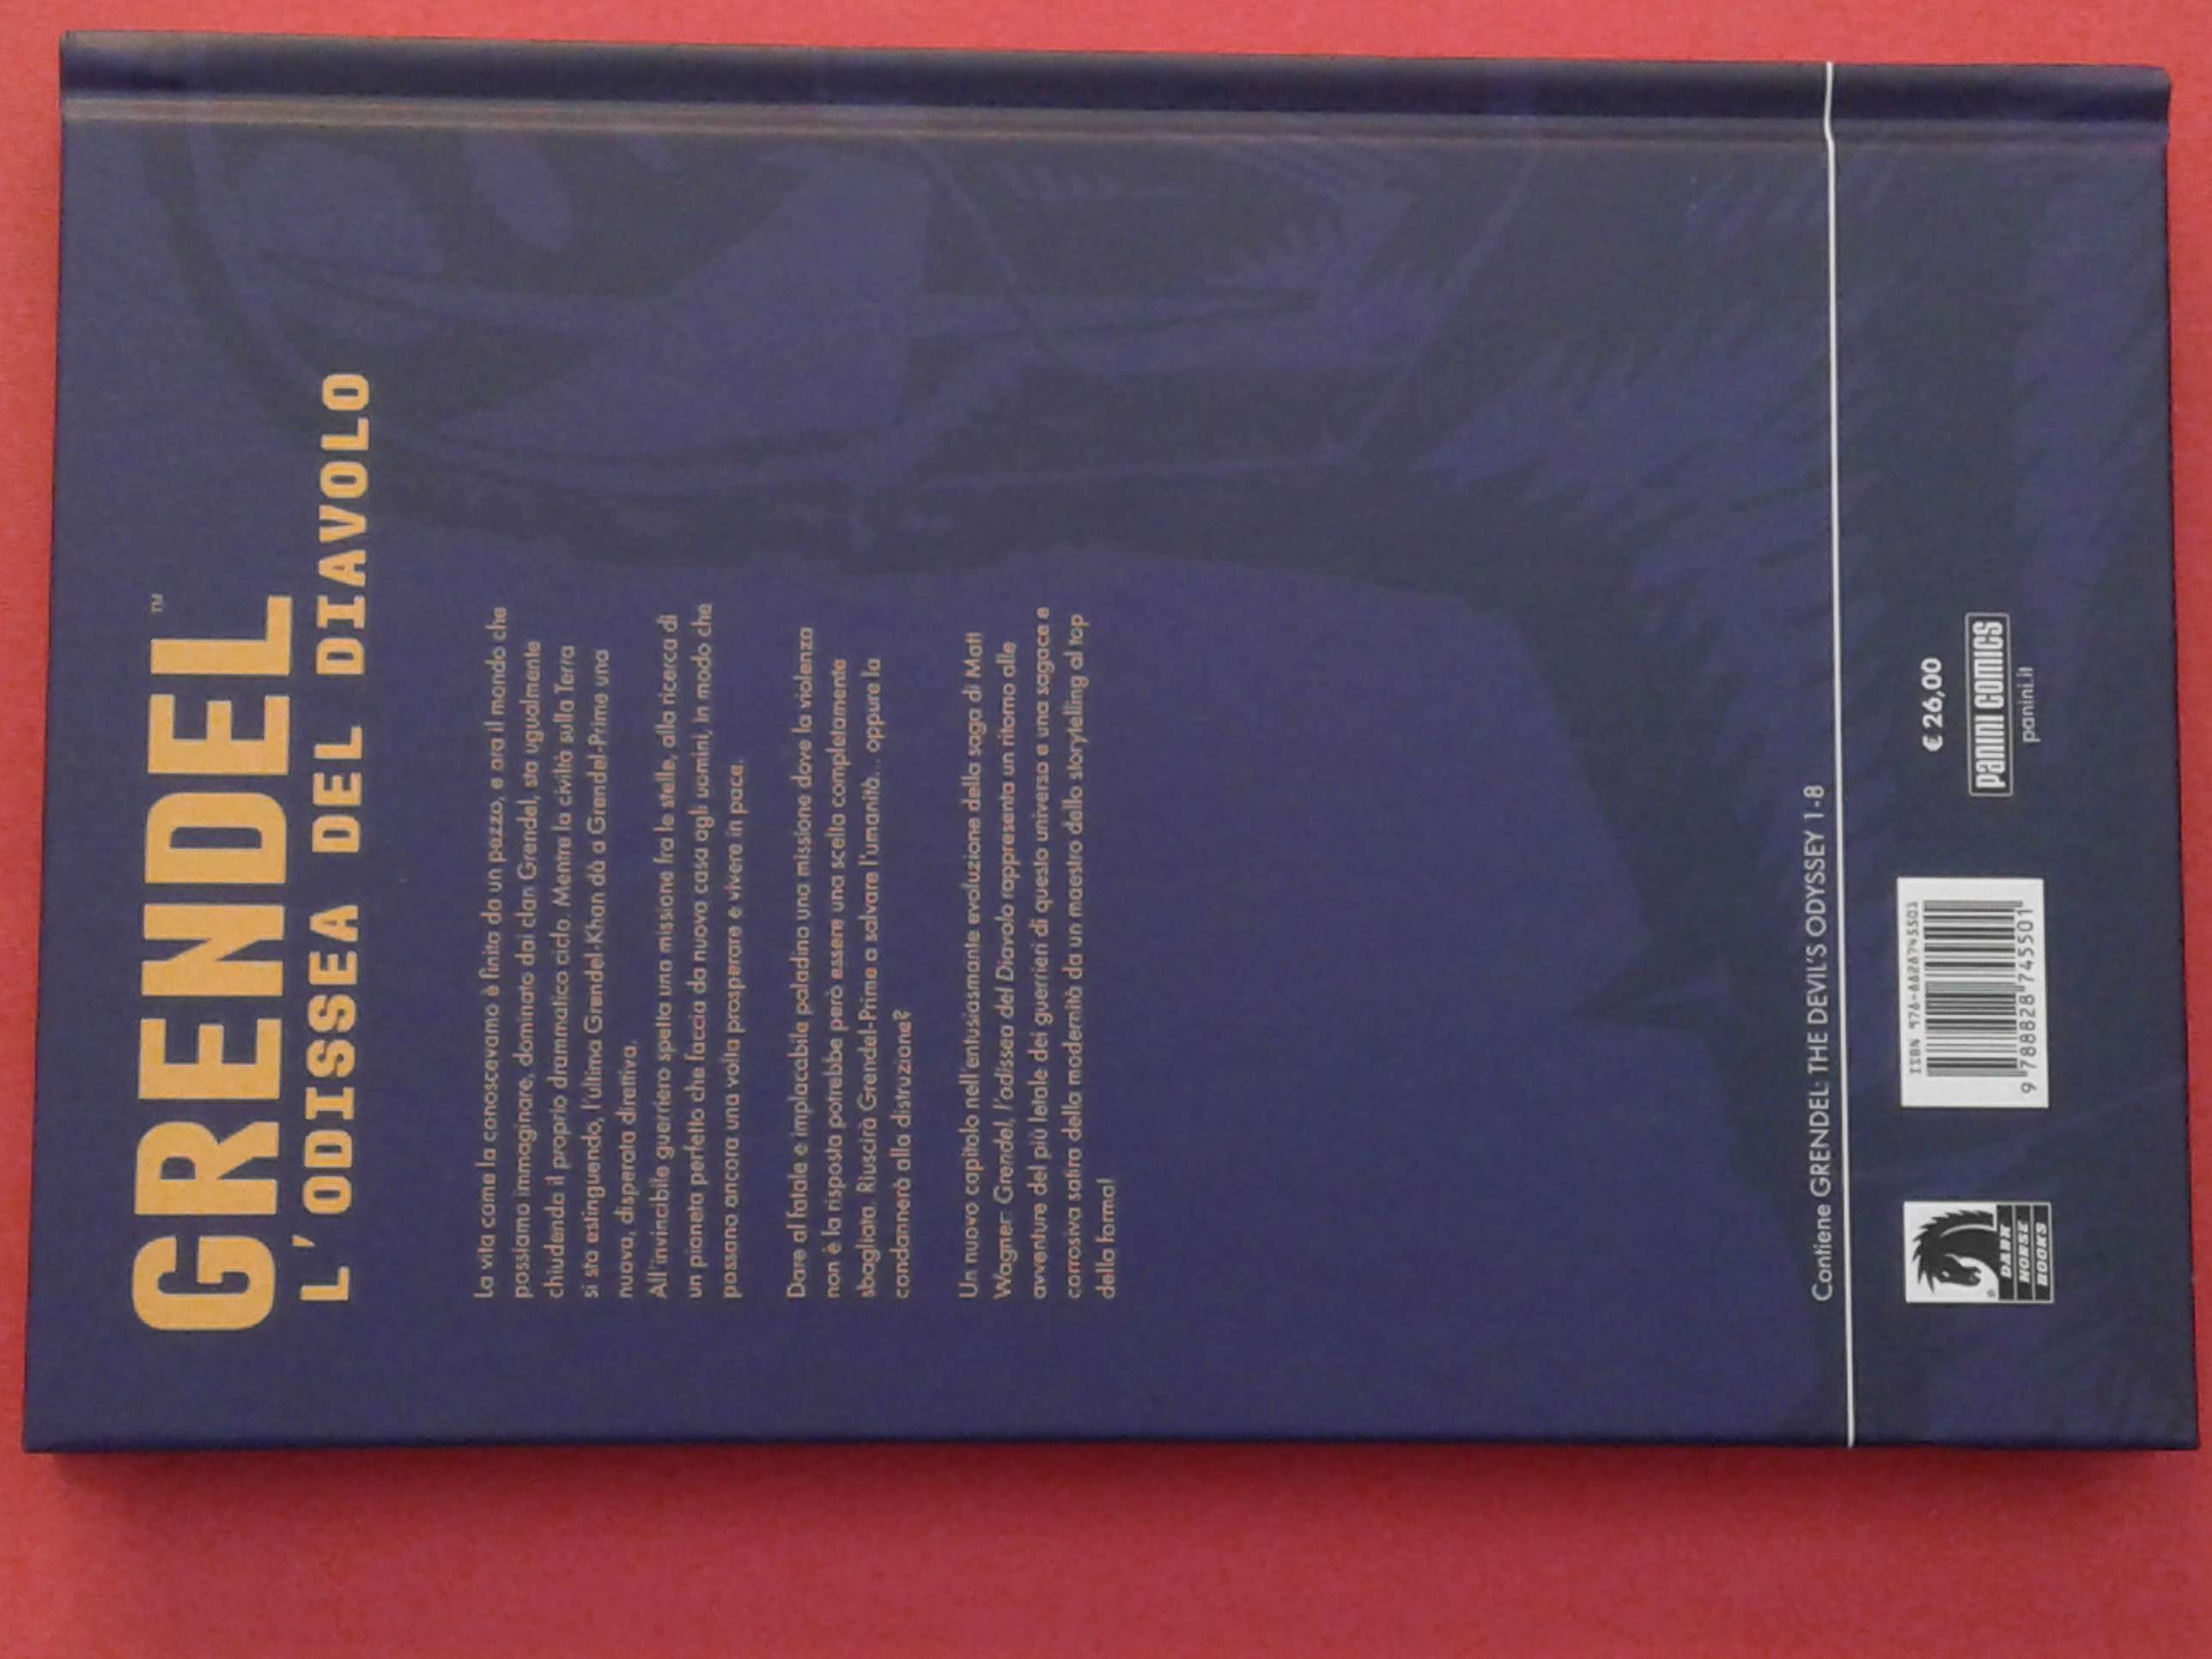 GRENDEL™
L'ODISSEA DEL DIAVOLO
La vita come la conoscevamo è finita da un pezzo, e ora il mondo che
possiamo immaginare, dominato dai clan Grendel, sta ugualmente
chiudendo il proprio drammatico ciclo. Mentre la civiltà sulla Terra
si sta estinguendo, l'ultimo Grendel-Khan dà a Grendel-Prime una
nuova, disperata direttiva.
All'invincibile guerriero spetta una missione fra le stelle, alla ricerca di
un pianeta perfetto che faccia da nuova casa agli uomini, in modo che
possano ancora una volta prosperare e vivere in pace.
Dare al fatale e implacabile paladino una missione dove la violenza
non è la risposta potrebbe però essere una scelta completamente
sbagliata. Riuscirà Grendel-Prime a salvare l'umanità... oppure la
condannerà alla distruzione?
Un nuovo capitolo nell'entusiasmante evoluzione della saga di Matt
Wagner: Grendel, l'odissea del Diavolo rappresenta un ritorno alle
avventure del più letale dei guerrieri di questo universo e una sagace e
corrosiva satira della modernità da un maestro dello storytelling al top
della forma!
Contiene GRENDEL: THE DEVIL'S ODYSSEY 1-8
DARK
HORSE
BOOKS
ISBN 978-8828745501
9 788828 745501
€ 26,00
PANINI COMICS
panini.it